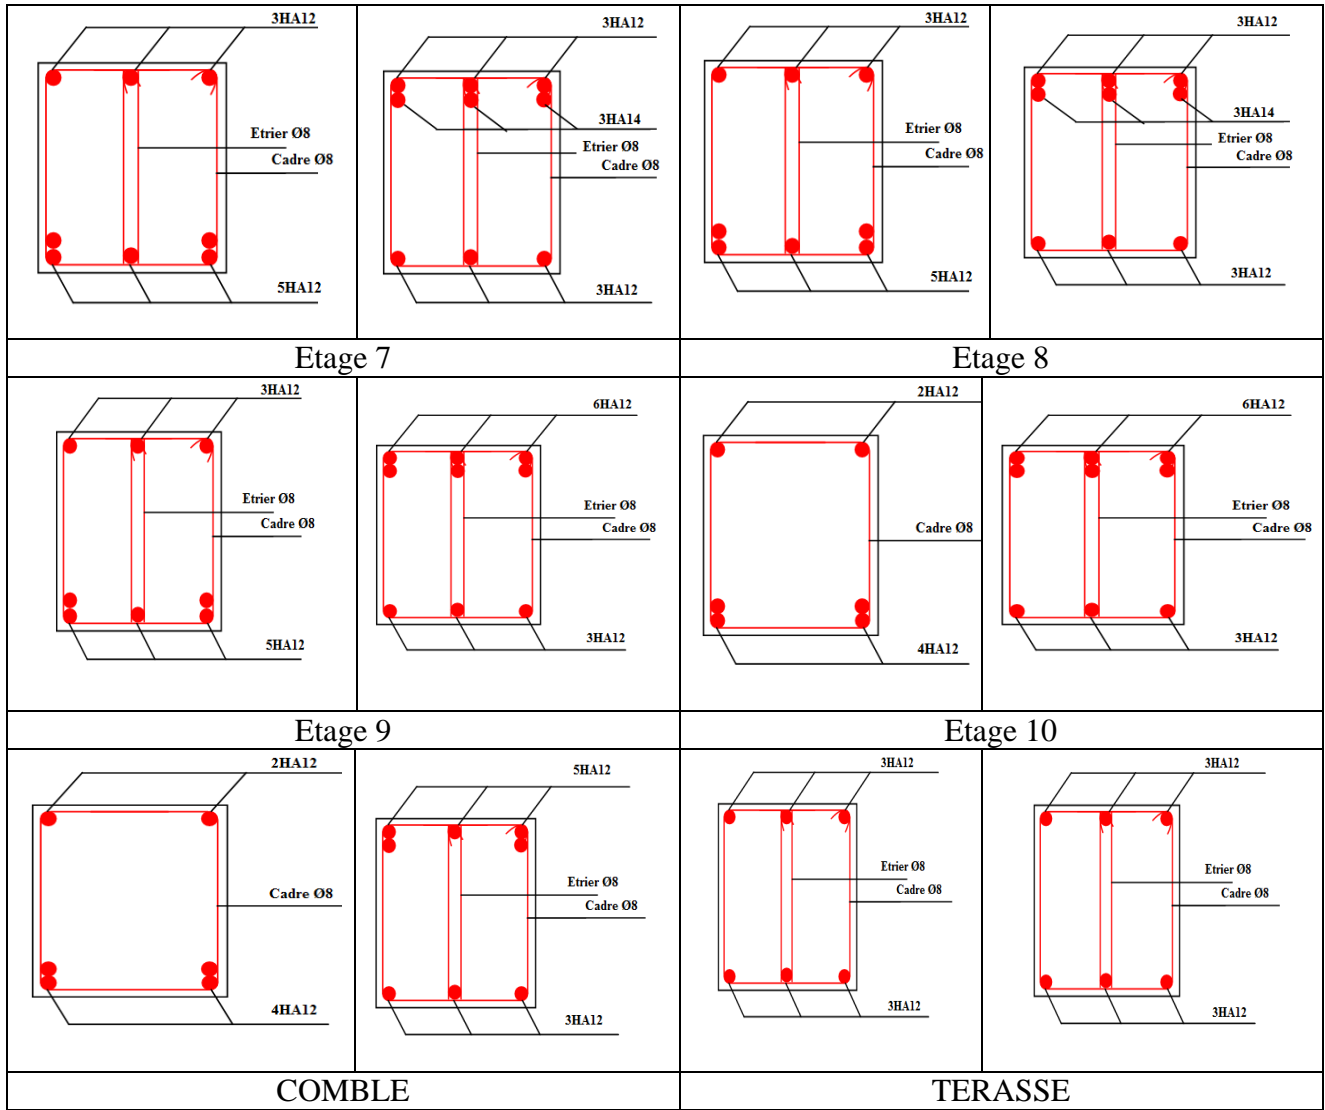 3HA12
Etrier Ø8
Cadre Ø8
5HA12
3HA12
3HA14
Etrier Ø8
Cadre Ø8
3HA12
3HA12
Etrier Ø8
Cadre Ø8
5HA12
3HA12
3HA14
Etrier Ø8
Cadre Ø8
3HA12
Etage 7
Etage 8
3HA12
Etrier Ø8
Cadre Ø8
5HA12
6HA12
Etrier Ø8
Cadre Ø8
3HA12
2HA12
Cadre Ø8
4HA12
6HA12
Etrier Ø8
Cadre Ø8
3HA12
Etage 9
Etage 10
2HA12
Cadre Ø8
4HA12
5HA12
Etrier Ø8
Cadre Ø8
3HA12
3HA12
Etrier Ø8
Cadre Ø8
3HA12
3HA12
Etrier Ø8
Cadre Ø8
3HA12
COMBLE
TERASSE